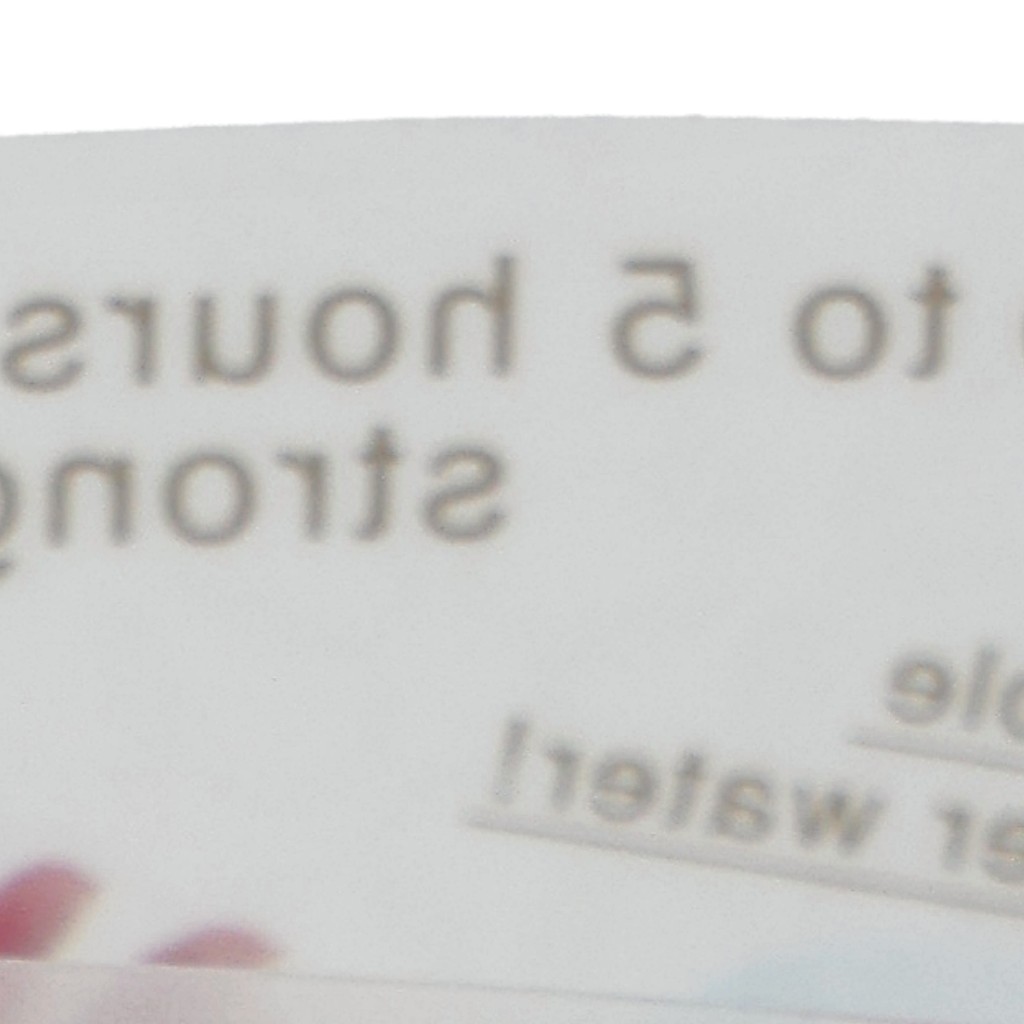 to 5 hours
strong
water!